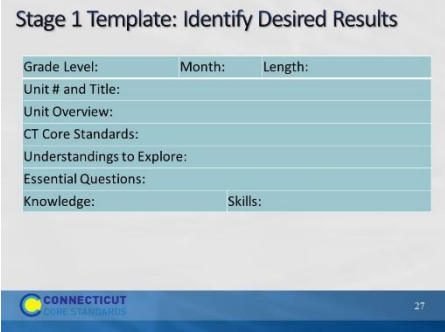 Stage 1 Template: Identify Desired Results
Grade Level: Month: Length:
Unit # and Title:
Unit Overview:
CT Core Standards:
Understandings to Explore:
Essential Questions:
Knowledge: Skills:
CONNECTICUT
CORE STANDARDS
27